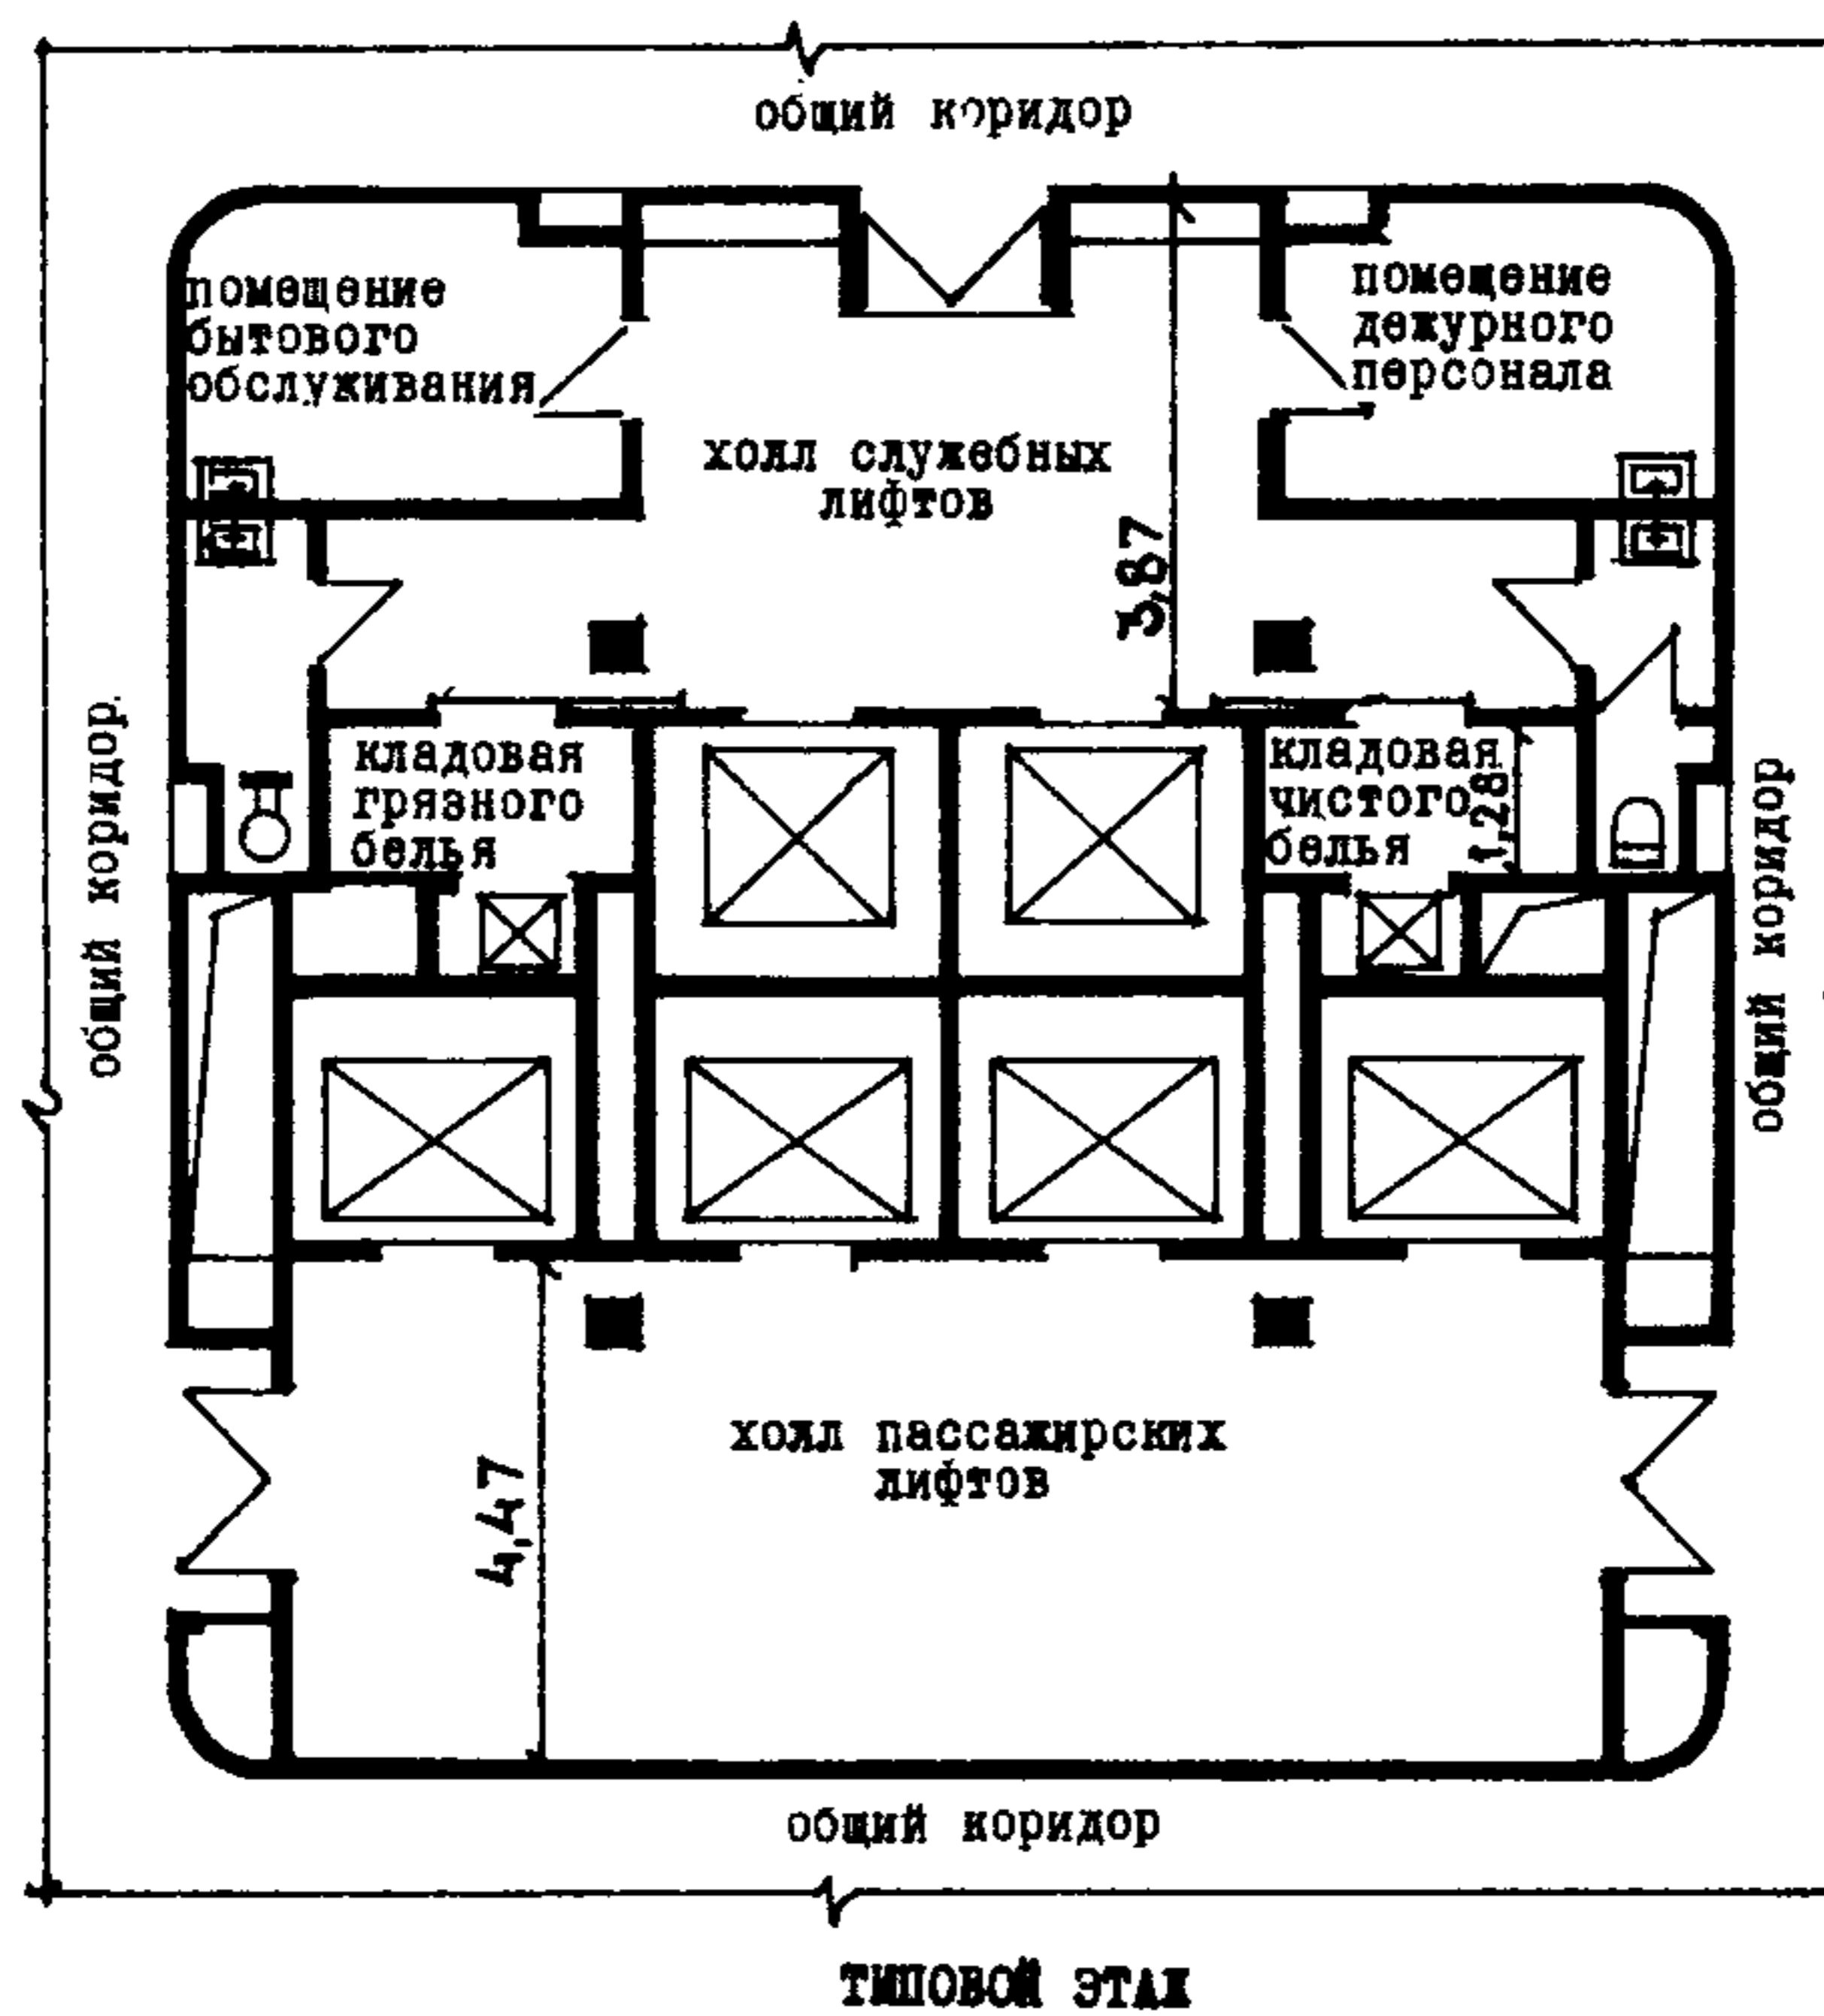 общий коридор
помещение
бытового
обслуживания
помещение
дежурного
персонала
холл служебных
лифтов
3,87
общий коридор.
кладовая
грязного
белья
кладовая
чистого
белья
1,28
общий коридор
холл пассажирских
лифтов
4,47
общий коридор
ТИПОВОЙ ЭТАЖ